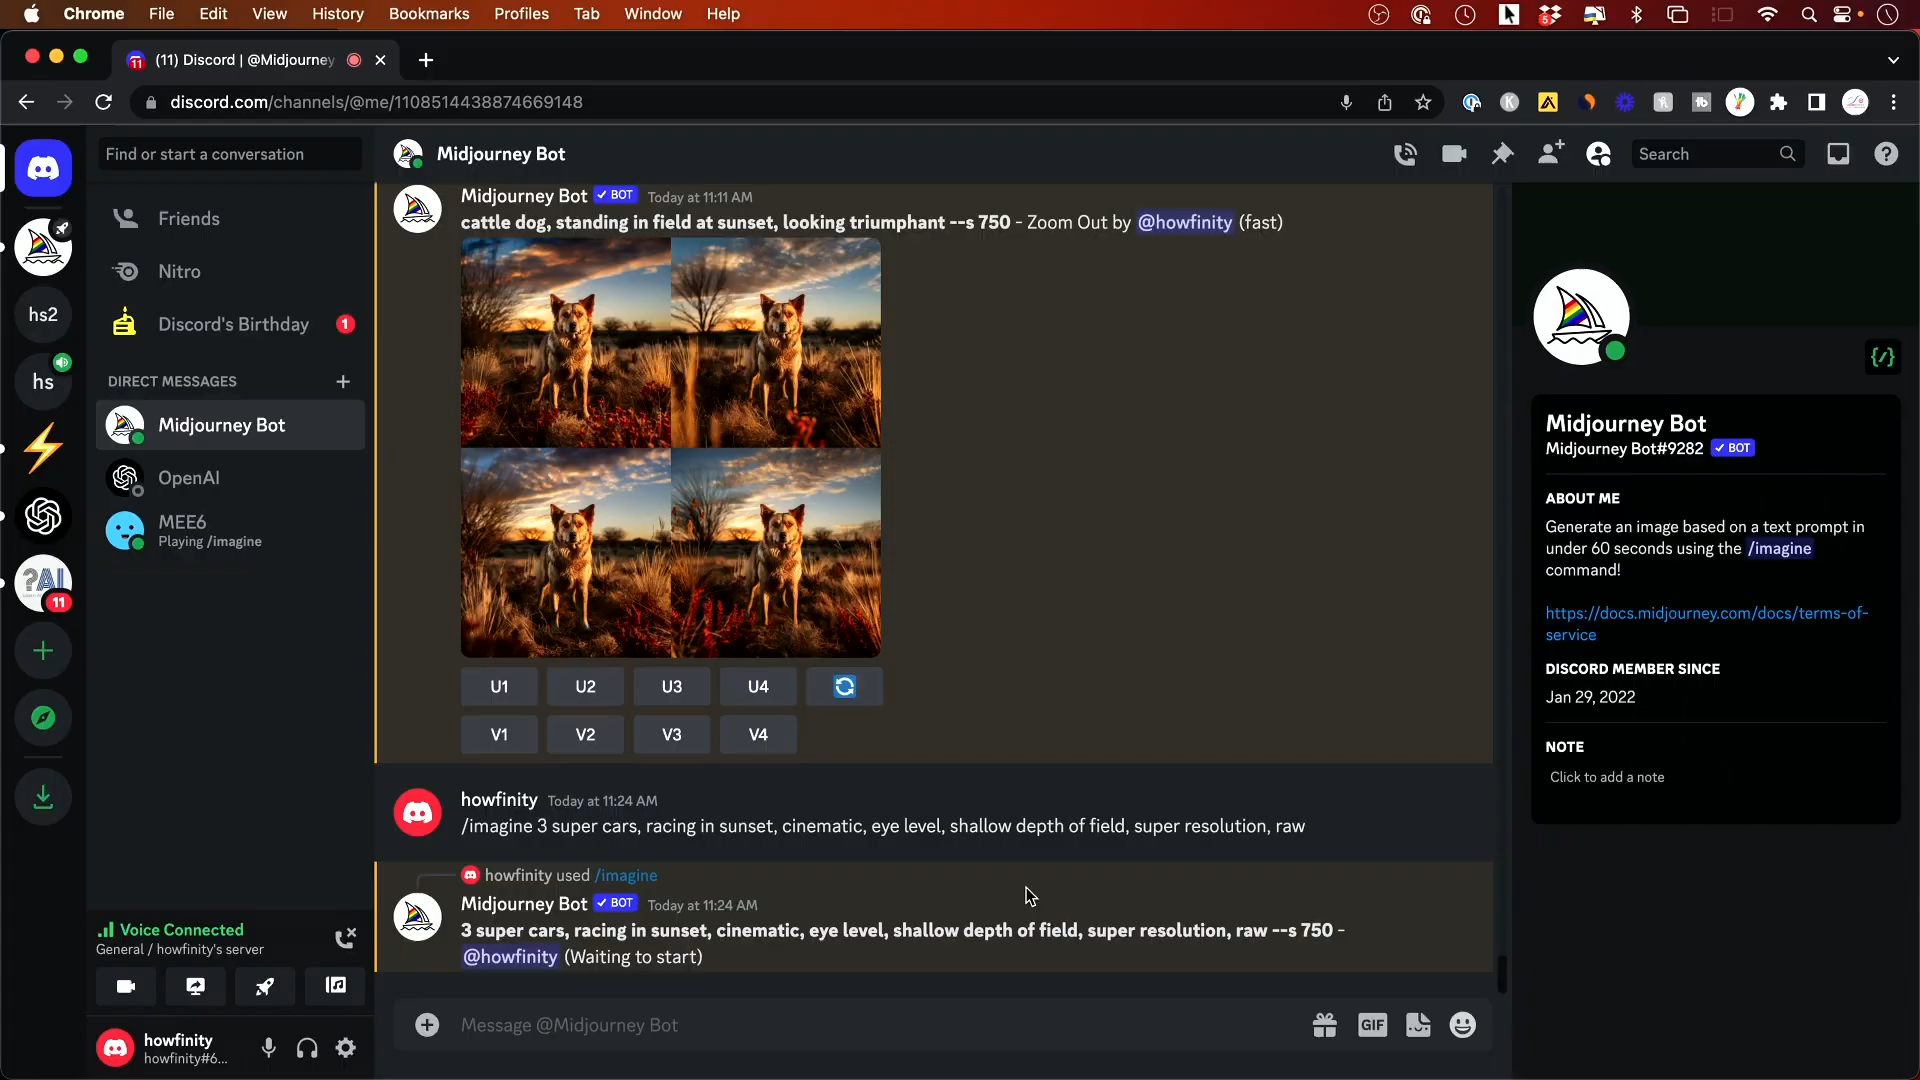 Chrome File Edit View History Bookmarks Profiles Tab Window Help
5
11 (11) Discord | @Midjourney
discord.com/channels/@me/1108514438874669148
Find or start a conversation
Midjourney Bot
Search
Friends
Nitro
Discord's Birthday 1
DIRECT MESSAGES
Midjourney Bot
OpenAI
MEE6
Playing /imagine
hs2
hs
?AI
11
Midjourney Bot ✓ BOT Today at 11:11 AM
cattle dog, standing in field at sunset, looking triumphant --s 750 - Zoom Out by @howfinity (fast)
U1 U2 U3 U4
V1 V2 V3 V4
howfinity Today at 11:24 AM
/imagine 3 super cars, racing in sunset, cinematic, eye level, shallow depth of field, super resolution, raw
howfinity used /imagine
Midjourney Bot ✓ BOT Today at 11:24 AM
3 super cars, racing in sunset, cinematic, eye level, shallow depth of field, super resolution, raw --s 750 -
@howfinity (Waiting to start)
Message @Midjourney Bot
GIF
Voice Connected
General / howfinity's server
howfinity
howfinity#6...
{/}
Midjourney Bot
Midjourney Bot#9282 ✓ BOT
ABOUT ME
Generate an image based on a text prompt in
under 60 seconds using the /imagine
command!
https://docs.midjourney.com/docs/terms-of-
service
DISCORD MEMBER SINCE
Jan 29, 2022
NOTE
Click to add a note